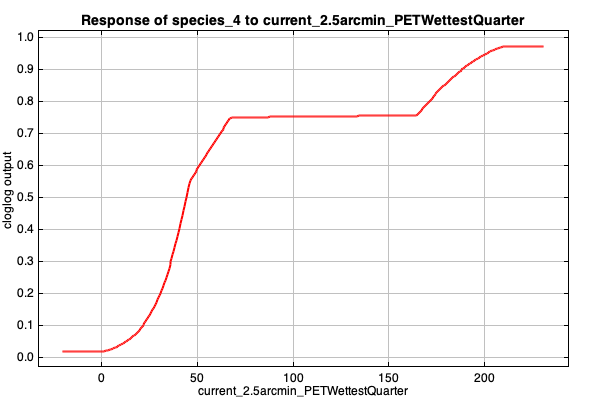 Response of species_4 to current_2.5arcmin_PETWettestQuarter
1.0
0.9
0.8
0.7
0.6
0.5
0.4
0.3
0.2
0.1
0.0
cloglog output
0 50 100 150 200
current_2.5arcmin_PETWettestQuarter